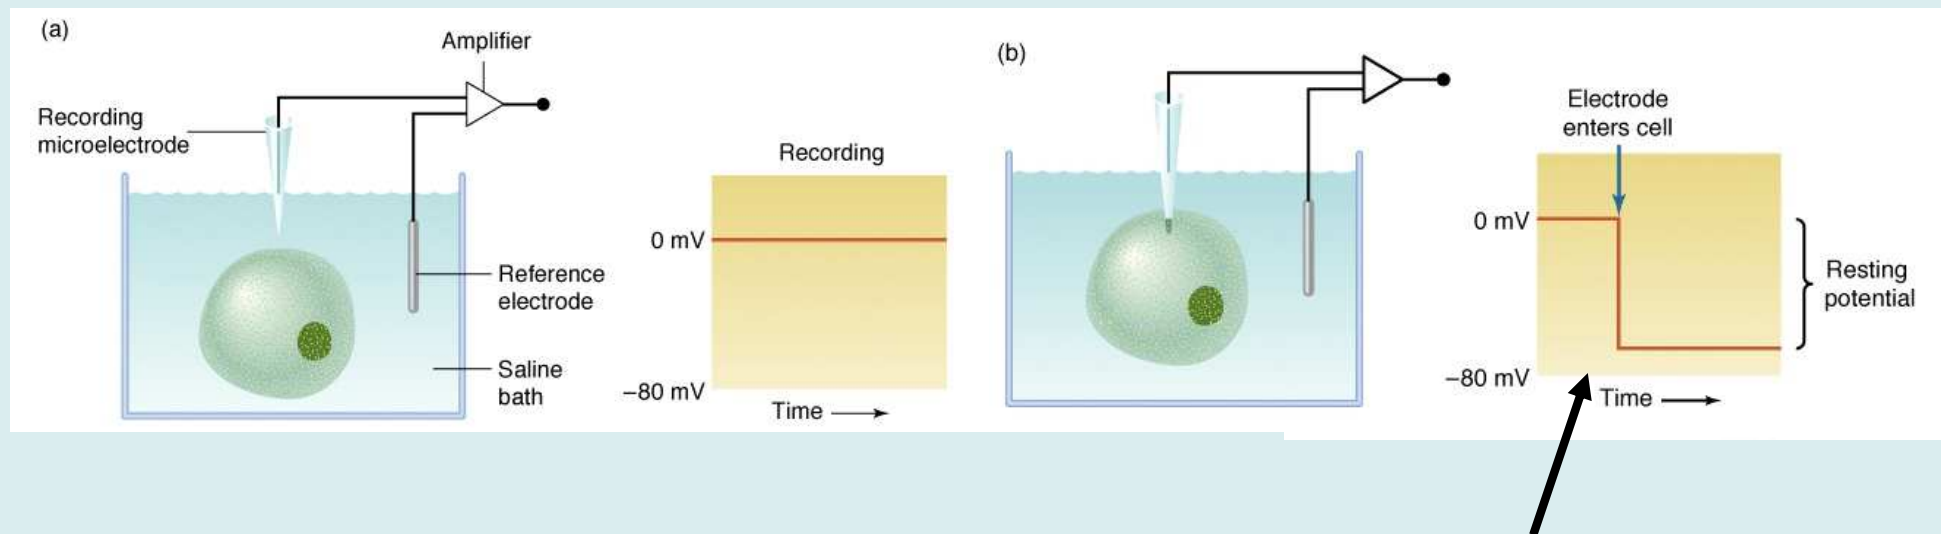 (a)
Amplifier
Recording
microelectrode
Reference
electrode
Saline
bath
Recording
0 mV
–80 mV
Time
(b)
Electrode
enters cell
0 mV
–80 mV
Resting
potential
Time